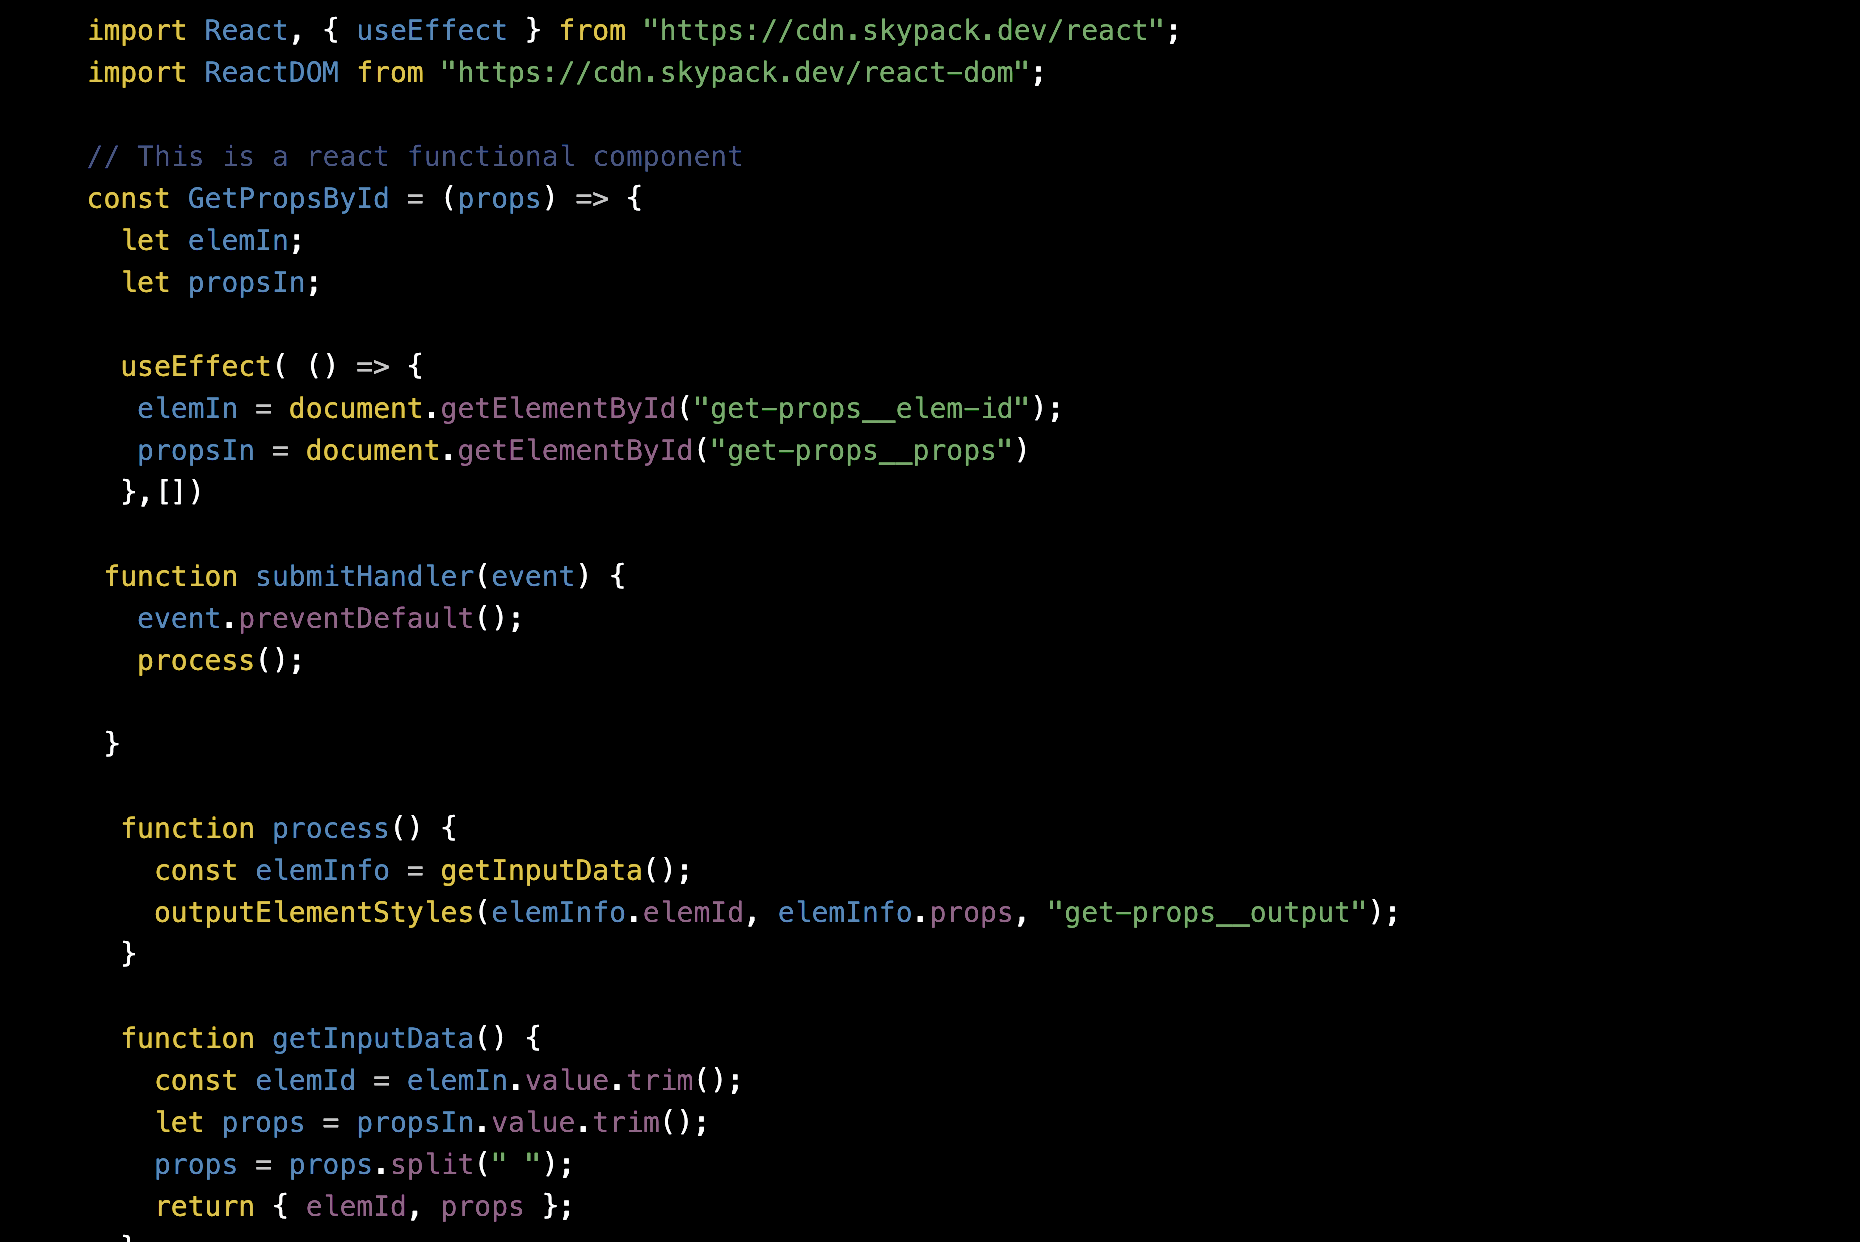 import React, { useEffect } from "https://cdn.skypack.dev/react";
import ReactDOM from "https://cdn.skypack.dev/react-dom";

// This is a react functional component
const GetPropsById = (props) => {
  let elemIn;
  let propsIn;

  useEffect( () => {
   elemIn = document.getElementById("get-props__elem-id");
   propsIn = document.getElementById("get-props__props")
  },[])

 function submitHandler(event) {
   event.preventDefault();
   process();

 }

  function process() {
    const elemInfo = getInputData();
    outputElementStyles(elemInfo.elemId, elemInfo.props, "get-props__output");
  }

  function getInputData() {
    const elemId = elemIn.value.trim();
    let props = propsIn.value.trim();
    props = props.split(" ");
    return { elemId, props };
  }